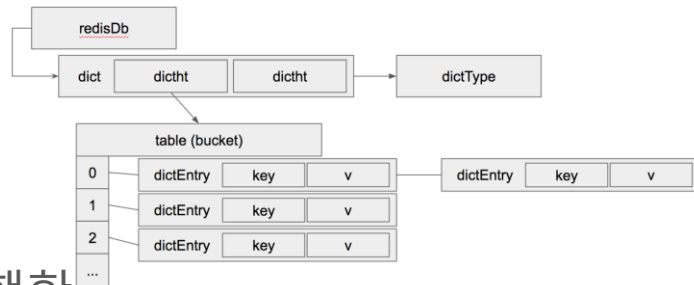 redisDb
dict dictht dictht dictType
table (bucket)
0 dictEntry key v dictEntry key v
1 dictEntry key v
2 dictEntry key v
...